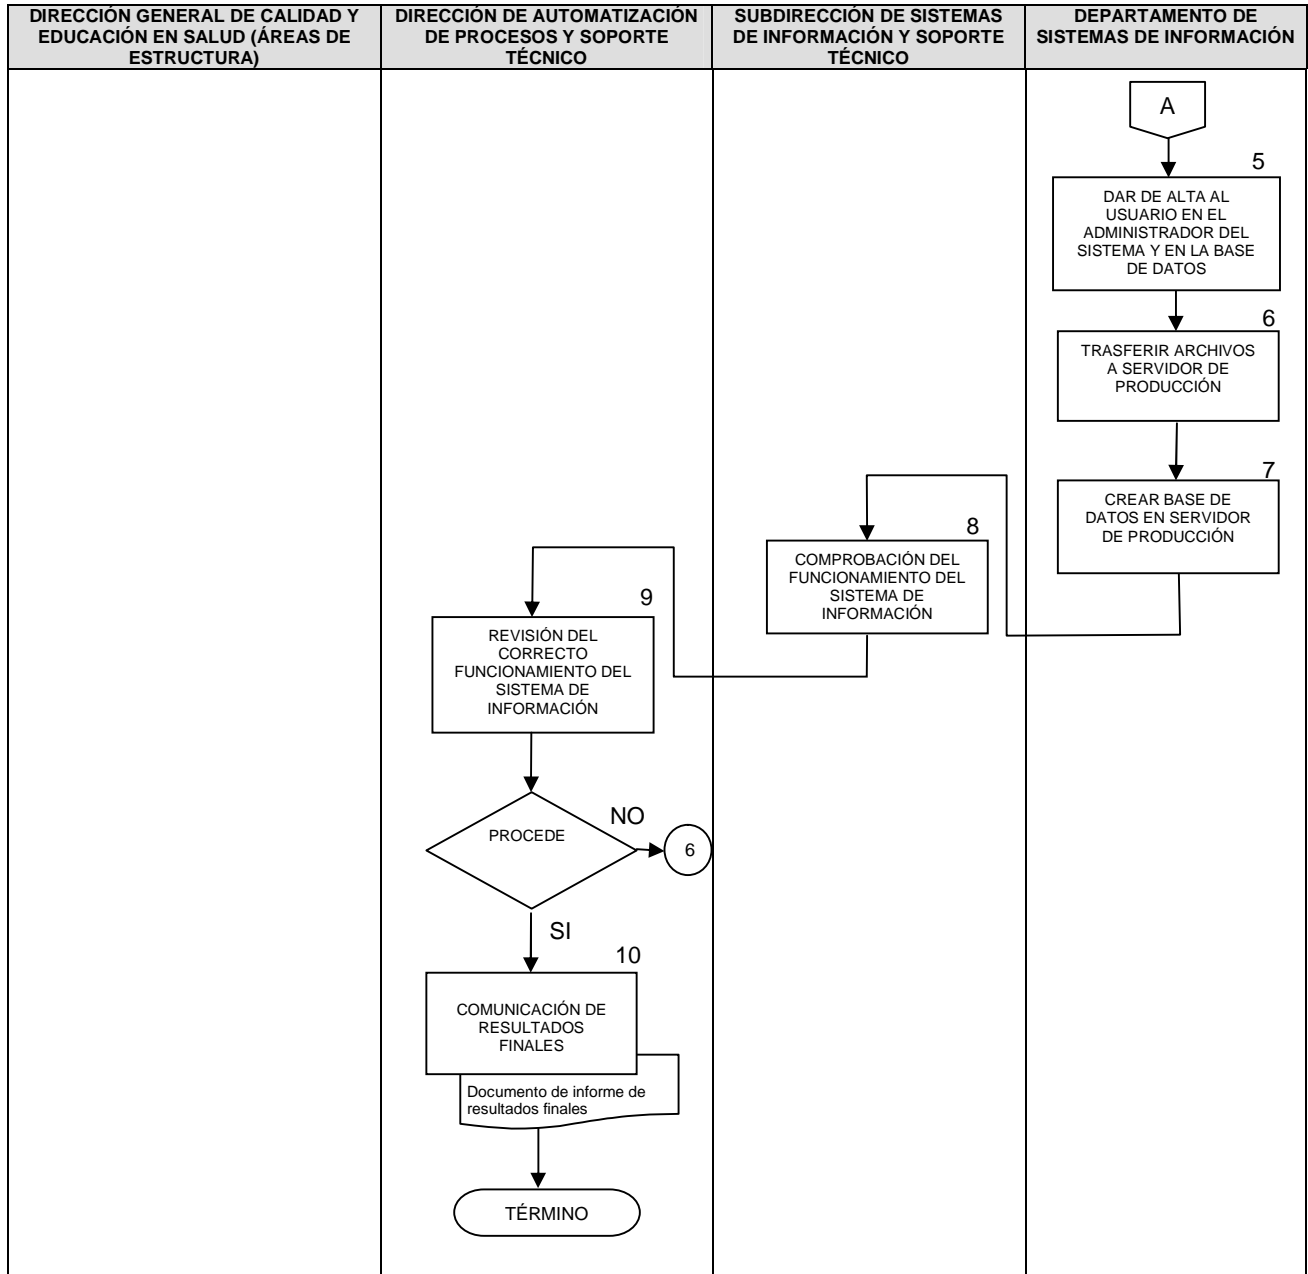 DIRECCIÓN GENERAL DE CALIDAD Y
EDUCACIÓN EN SALUD (ÁREAS DE
ESTRUCTURA)
DIRECCIÓN DE AUTOMATIZACIÓN
DE PROCESOS Y SOPORTE
TÉCNICO
SUBDIRECCIÓN DE SISTEMAS
DE INFORMACIÓN Y SOPORTE
TÉCNICO
DEPARTAMENTO DE
SISTEMAS DE INFORMACIÓN
A
5
DAR DE ALTA AL
USUARIO EN EL
ADMINISTRADOR DEL
SISTEMA Y EN LA BASE
DE DATOS
6
TRASFERIR ARCHIVOS
A SERVIDOR DE
PRODUCCIÓN
7
CREAR BASE DE
DATOS EN SERVIDOR
DE PRODUCCIÓN
8
COMPROBACIÓN DEL
FUNCIONAMIENTO DEL
SISTEMA DE
INFORMACIÓN
9
REVISIÓN DEL
CORRECTO
FUNCIONAMIENTO DEL
SISTEMA DE
INFORMACIÓN
PROCEDE
NO
6
SI
10
COMUNICACIÓN DE
RESULTADOS
FINALES
Documento de informe de
resultados finales
TÉRMINO